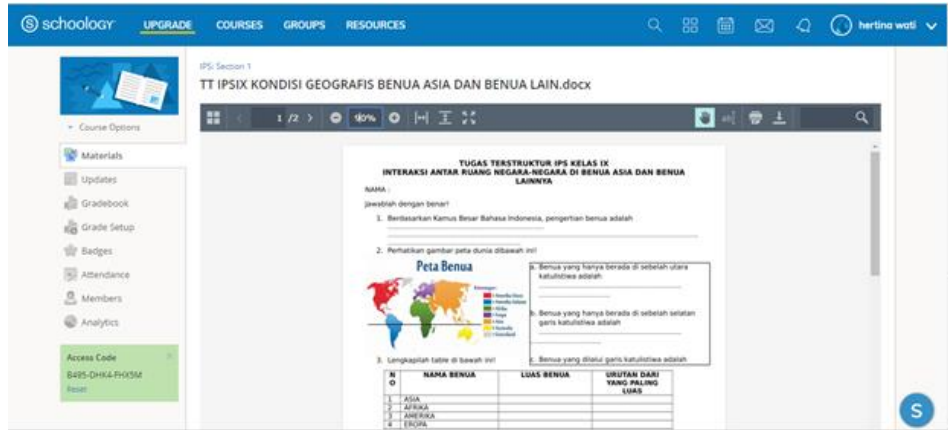 schoology UPGRADE COURSES GROUPS RESOURCES hertina wati
IPS: Section 1
TT IPSIX KONDISI GEOGRAFIS BENUA ASIA DAN BENUA LAIN.docx
1 /2
Course Options
Materials
Updates
Gradebook
Grade Setup
Badges
Attendance
Members
Analytics
Access Code
Reset
TUGAS TERSTRUKTUR IPS KELAS IX
INTERAKSI ANTAR RUANG NEGARA-NEGARA DI BENUA ASIA DAN BENUA
LAINNYA
NAMA :
Jawablah dengan benar!
1. Berdasarkan Kamus Besar Bahasa Indonesia, pengertian benua adalah
2. Perhatikan gambar peta dunia dibawah ini!
Peta Benua
a. Benua yang hanya berada di sebelah utara
katulistiwa adalah
b. Benua yang hanya berada di sebelah selatan
garis katulistiwa adalah
c. Benua yang dilalui garis katulistiwa adalah
3. Lengkapilah table di bawah ini!
NO NAMA BENUA LUAS BENUA URUTAN DARI YANG PALING LUAS
1 ASIA
2 AFRIKA
3 AMERIKA
4 EROPA
S